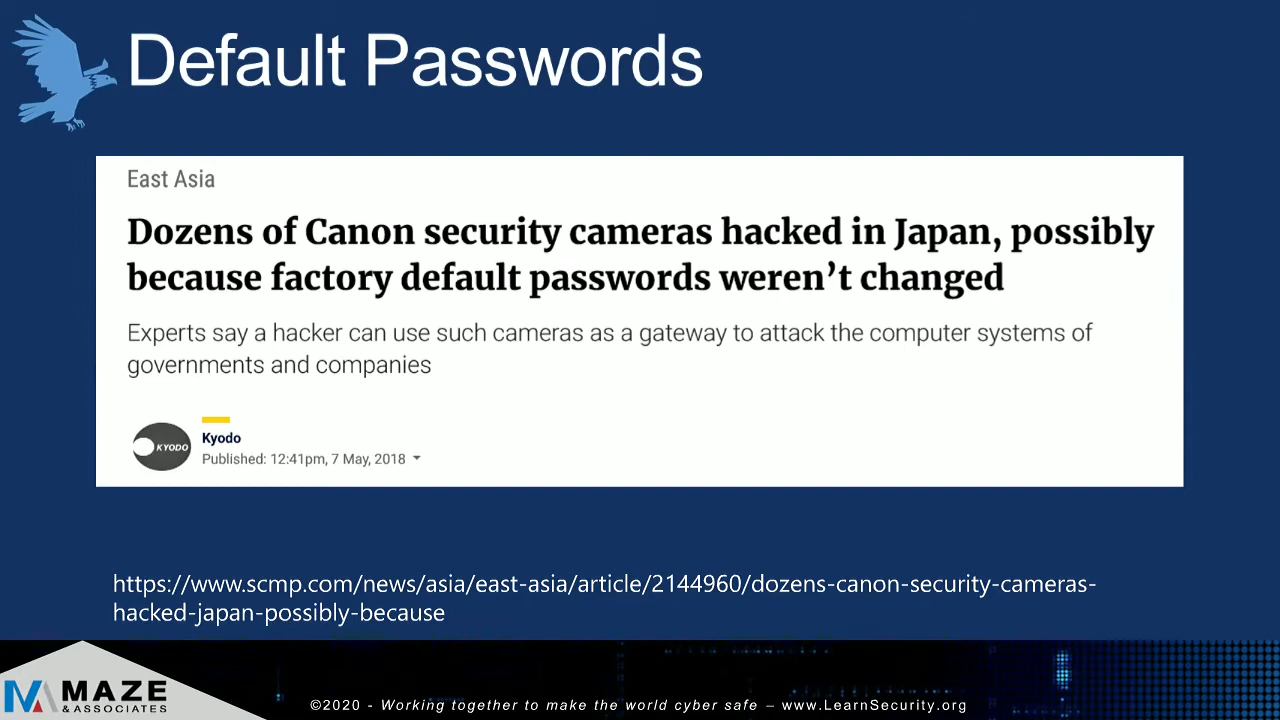 Default Passwords
East Asia
Dozens of Canon security cameras hacked in Japan, possibly
because factory default passwords weren’t changed
Experts say a hacker can use such cameras as a gateway to attack the computer systems of
governments and companies
KYODO
Kyodo
Published: 12:41pm, 7 May, 2018
https://www.scmp.com/news/asia/east-asia/article/2144960/dozens-canon-security-cameras-
hacked-japan-possibly-because
MAZE
&ASSOCIATES
©2020 - Working together to make the world cyber safe – www.LearnSecurity.org